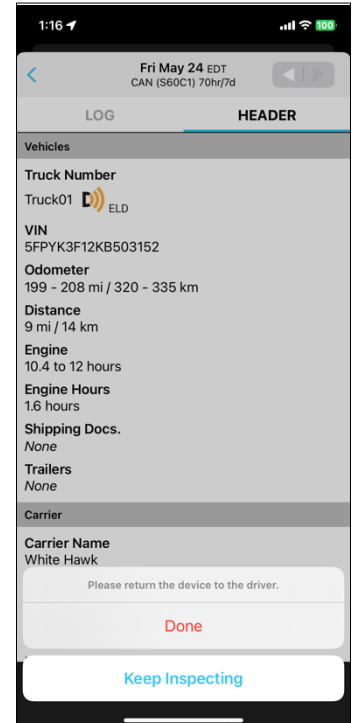 1:16
100
Fri May 24 EDT
CAN (S60C1) 70hr/7d
LOG HEADER
Vehicles
Truck Number
Truck01 D ELD
VIN
5FPYK3F12KB503152
Odometer
199 - 208 mi / 320 - 335 km
Distance
9 mi / 14 km
Engine
10.4 to 12 hours
Engine Hours
1.6 hours
Shipping Docs.
None
Trailers
None
Carrier
Carrier Name
White Hawk
Please return the device to the driver.
Done
Keep Inspecting